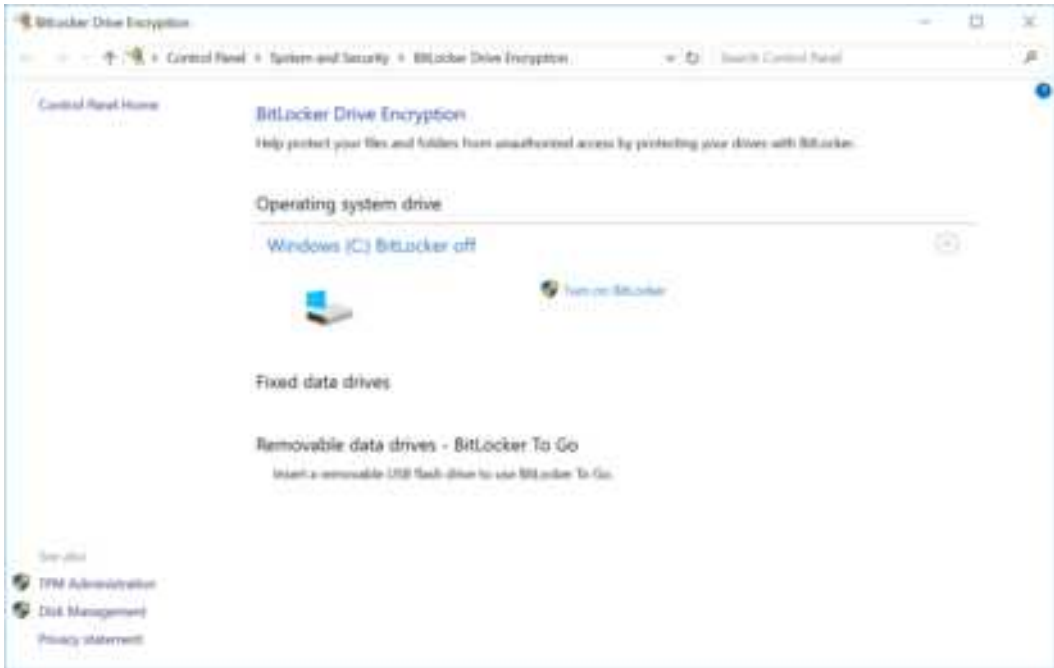 BitLocker Drive Encryption
Control Panel > System and Security > BitLocker Drive Encryption
Search Control Panel
Control Panel Home
BitLocker Drive Encryption
Help protect your files and folders from unauthorized access by protecting your drives with BitLocker.
Operating system drive
Windows (C:) BitLocker off
Turn on BitLocker
Fixed data drives
Removable data drives - BitLocker To Go
Insert a removable USB flash drive to use BitLocker To Go.
See also
TPM Administration
Disk Management
Privacy statement